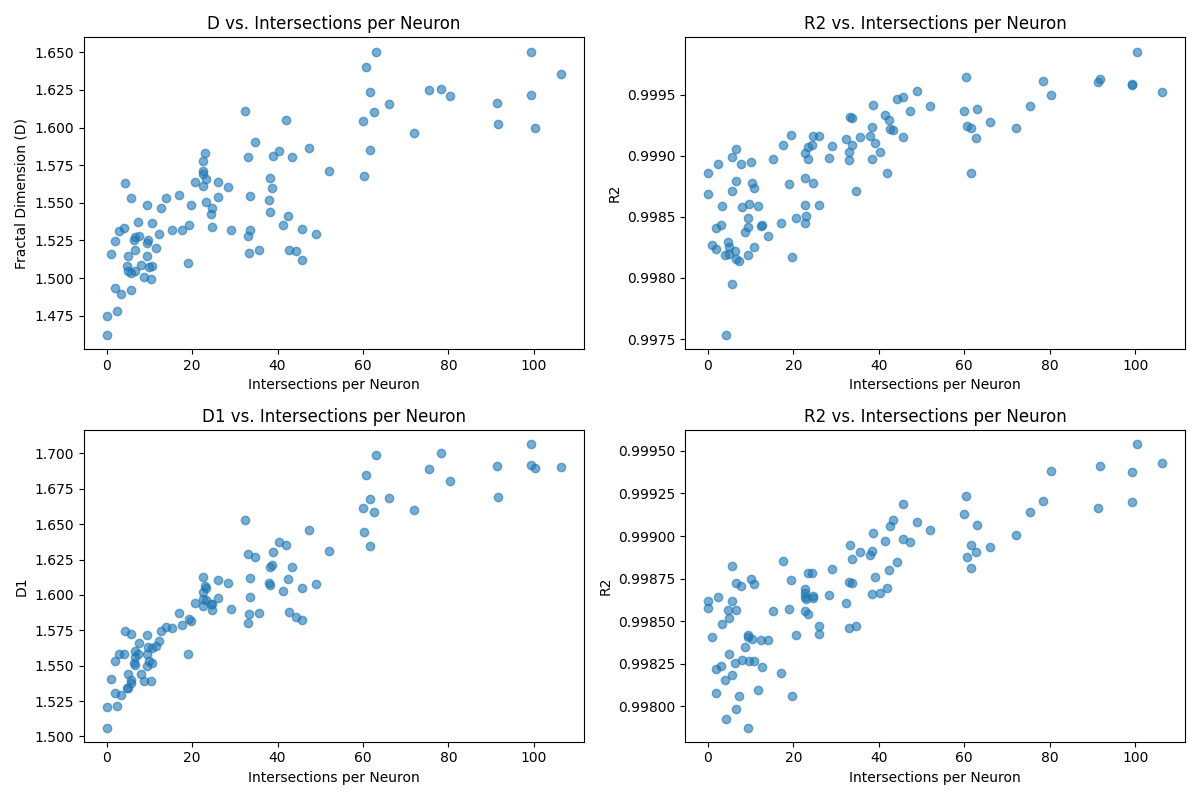 D vs. Intersections per Neuron
Fractal Dimension (D)
1.650
1.625
1.600
1.575
1.550
1.525
1.500
1.475
0 20 40 60 80 100
Intersections per Neuron
R2 vs. Intersections per Neuron
R2
0.9995
0.9990
0.9985
0.9980
0.9975
0 20 40 60 80 100
Intersections per Neuron
D1 vs. Intersections per Neuron
D1
1.700
1.675
1.650
1.625
1.600
1.575
1.550
1.525
1.500
0 20 40 60 80 100
Intersections per Neuron
R2 vs. Intersections per Neuron
R2
0.99950
0.99925
0.99900
0.99875
0.99850
0.99825
0.99800
0 20 40 60 80 100
Intersections per Neuron